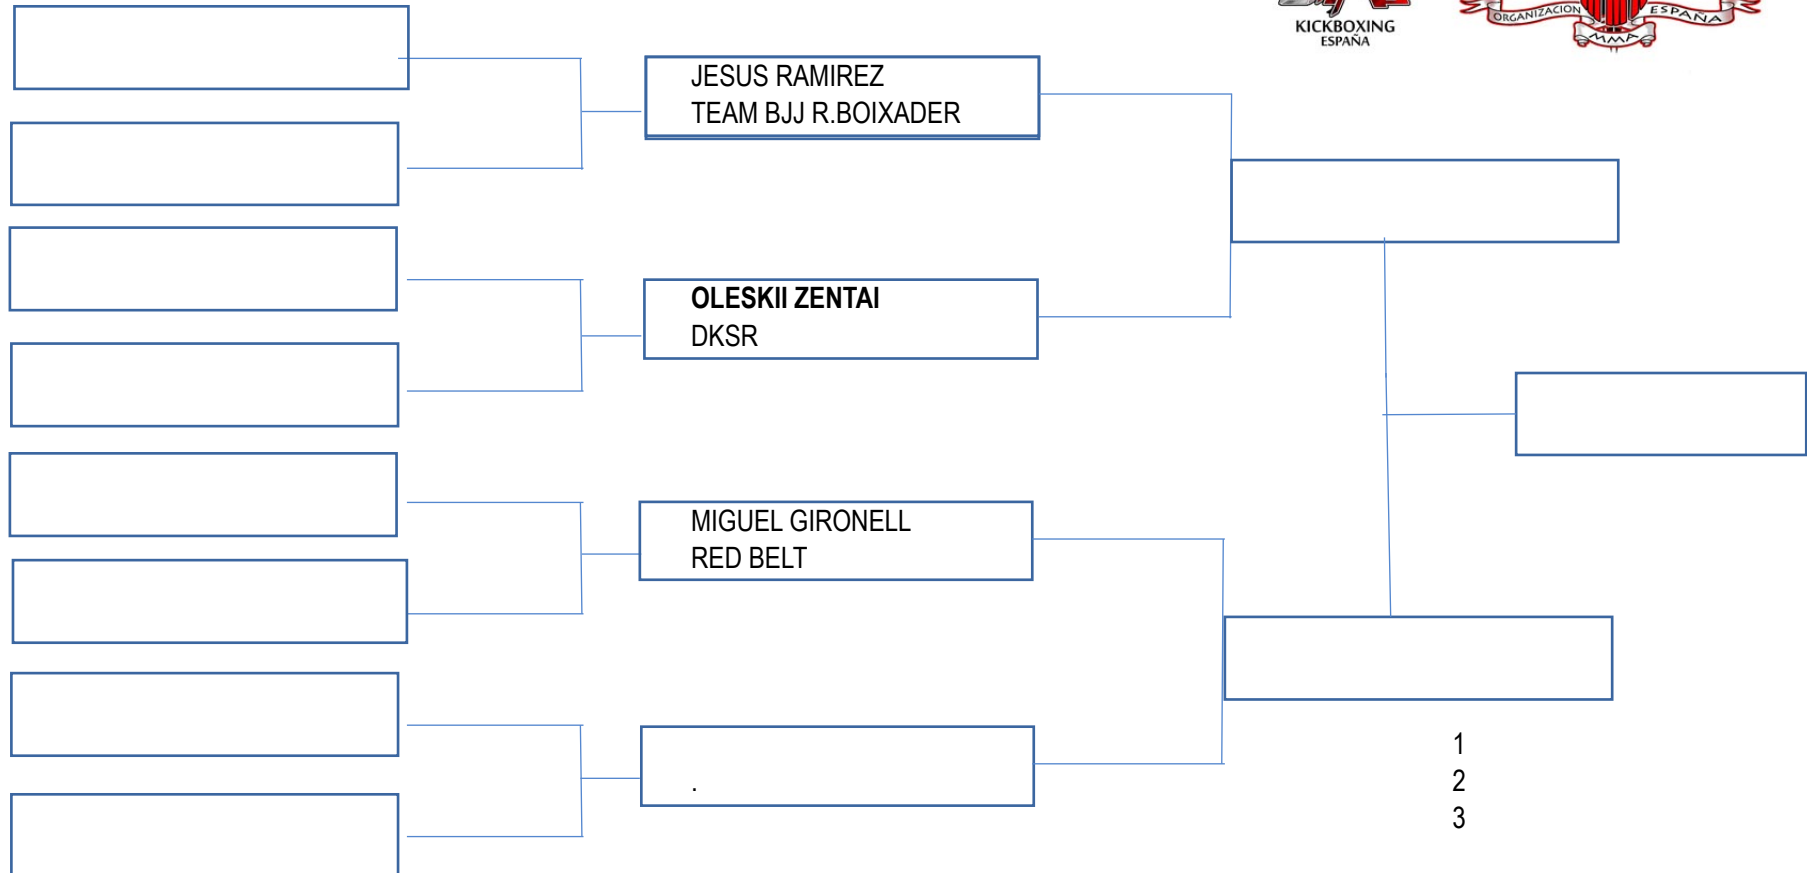 KICKBOXING
ESPAÑA
ORGANIZACION ESPAÑA
MMA
JESUS RAMIREZ
TEAM BJJ R.BOIXADER
OLESKII ZENTAI
DKSR
MIGUEL GIRONELL
RED BELT
.
1
2
3